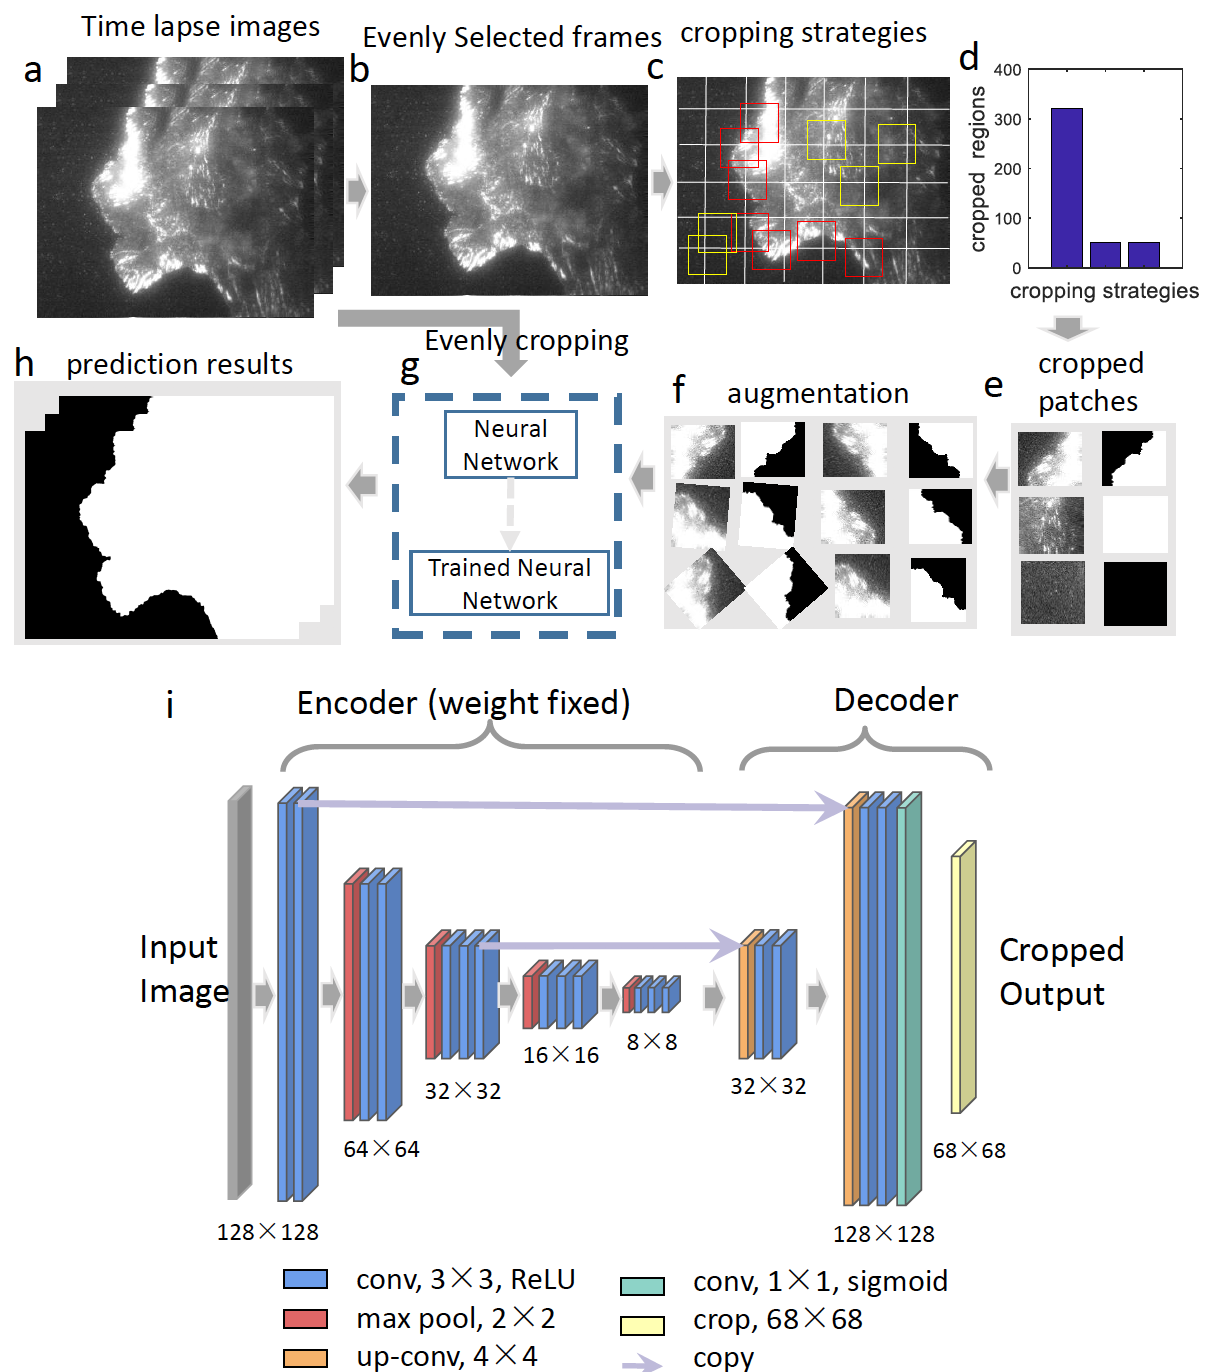 Time lapse images
Evenly Selected frames
cropping strategies
a
b
c
d
400
300
200
100
0
cropped regions
cropping strategies
Evenly cropping
h
prediction results
g
Neural
Network
Trained Neural
Network
f
augmentation
e
cropped
patches
i
Encoder (weight fixed)
Decoder
Input
Image
128×128
64×64
32×32
16×16
8×8
32×32
128×128
68×68
Cropped
Output
conv, 3×3, ReLU
max pool, 2×2
up-conv, 4×4
conv, 1×1, sigmoid
crop, 68×68
copy